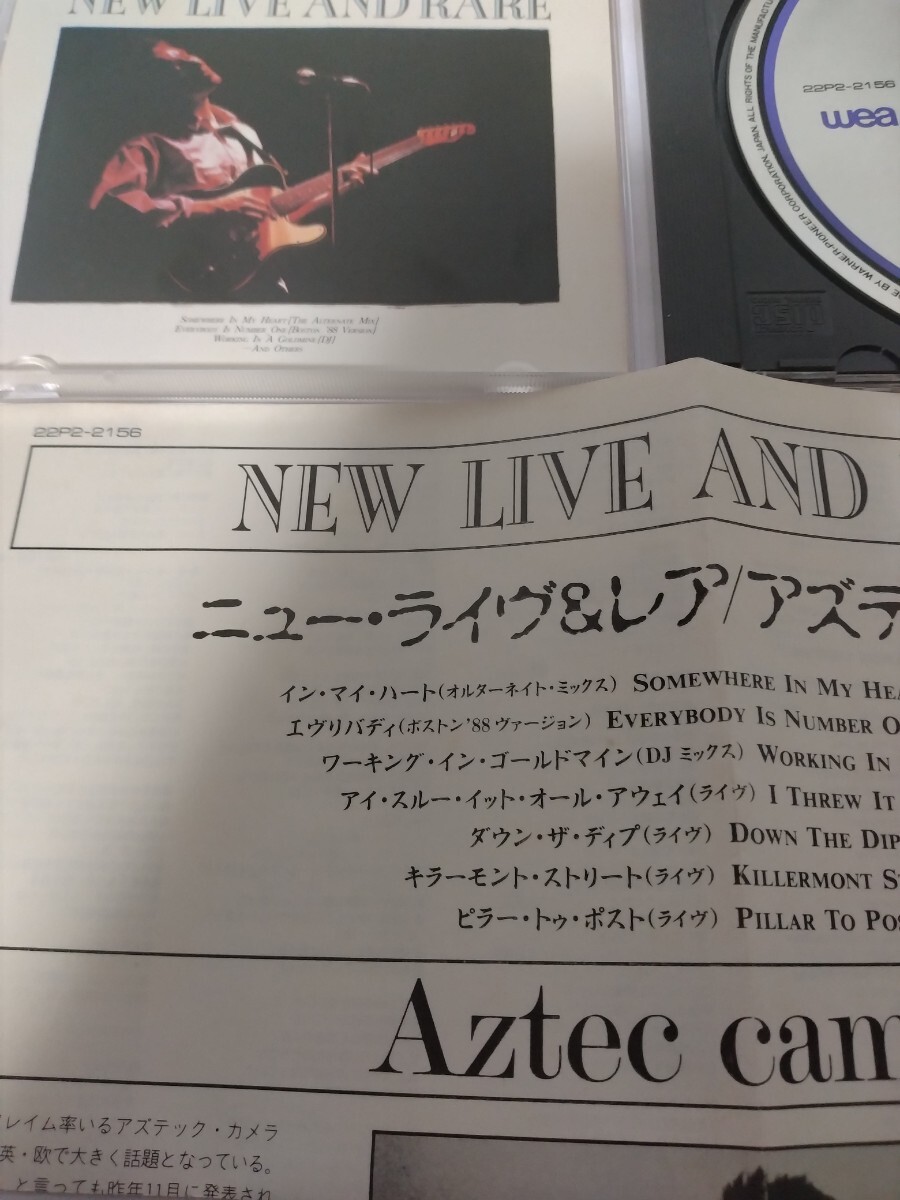 NEW LIVE AND RARE
SOMEWHERE IN MY HEART [THE ALTERNATE MIX]
EVERYBODY IS NUMBER ONE [BOSTON '88 VERSION]
WORKING IN A GOLDMINE [DJ]
—AND OTHERS
22P2-2156
wea
BY WARNER-PIONEER CORPORATION, JAPAN. ALL RIGHTS OF THE MANUFACTU
22P2-2156
NEW LIVE AND
ニュー・ライヴ&レア/アズテ
イン・マイ・ハート(オルターネイト・ミックス) SOMEWHERE IN MY HEA
エヴリバディ(ボストン'88ヴァージョン) EVERYBODY IS NUMBER O
ワーキング・イン・ゴールドマイン(DJミックス) WORKING IN
アイ・スルー・イット・オール・アウェイ(ライヴ) I THREW IT
ダウン・ザ・ディプ(ライヴ) DOWN THE DIP
キラーモント・ストリート(ライヴ) KILLERMONT S
ピラー・トゥ・ポスト(ライヴ) PILLAR TO POS
Aztec cam
レイム率いるアズテック・カメラ
英・欧で大きく話題となっている。
と言っても昨年11月に発表され